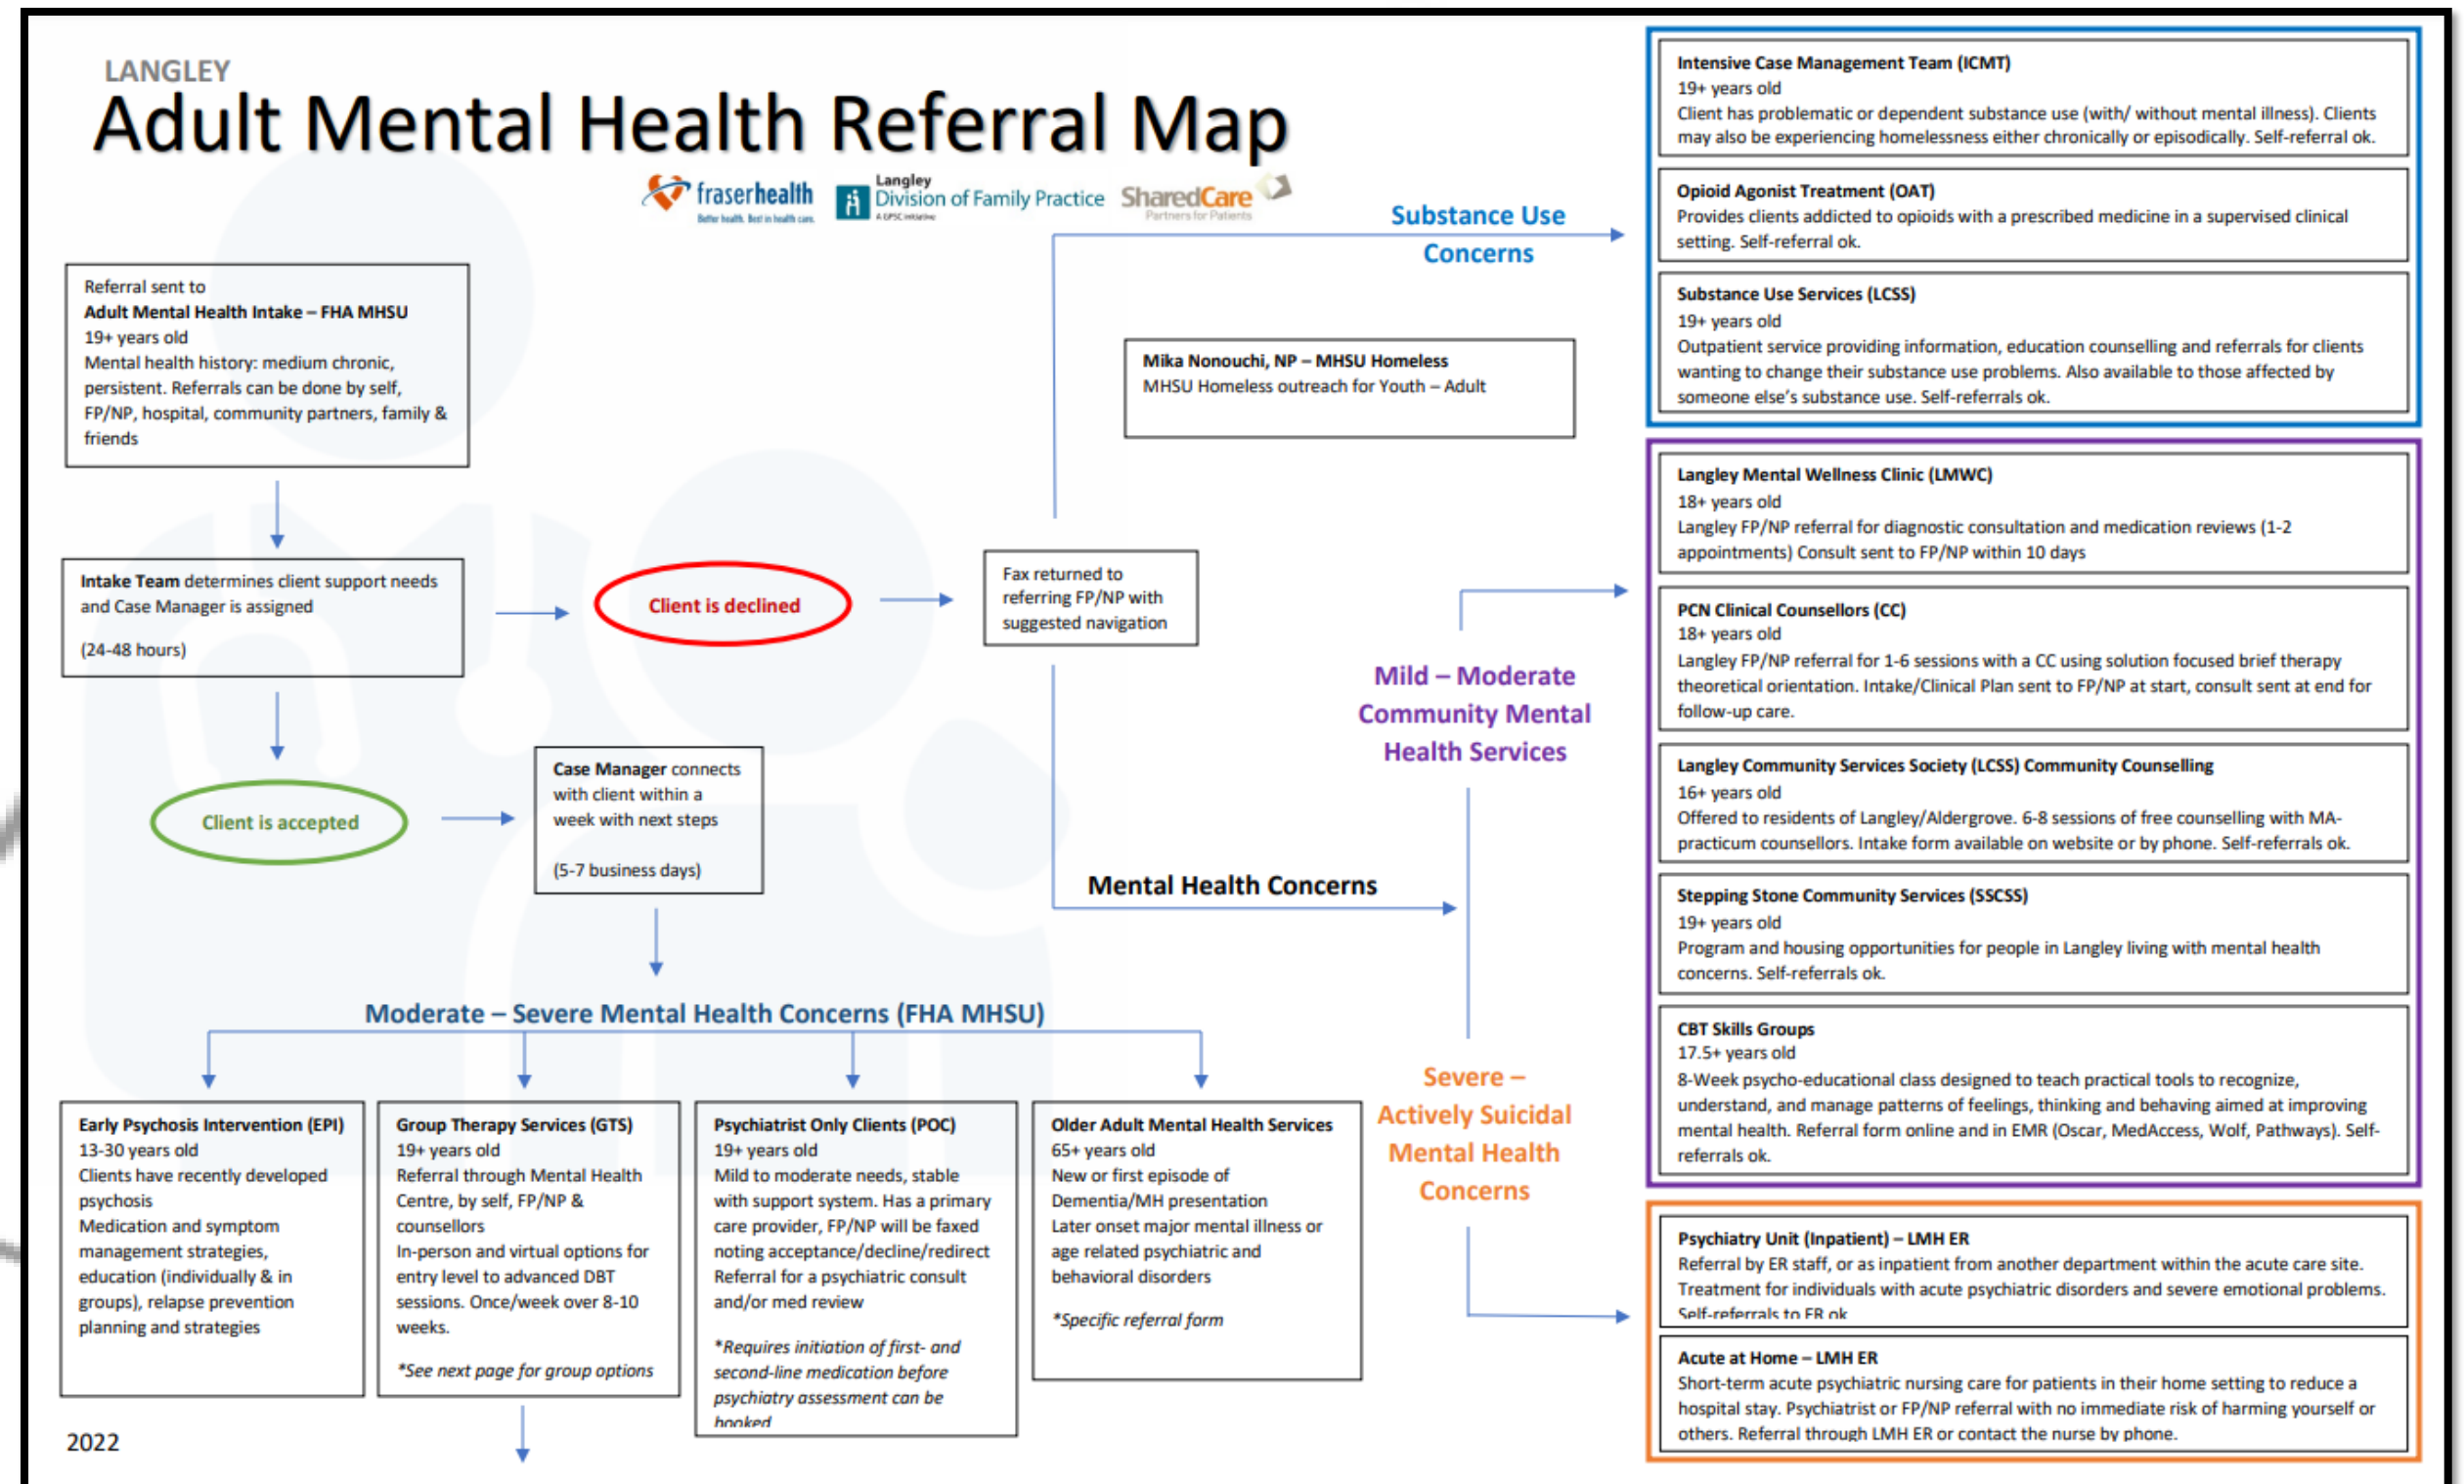 LANGLEY
Adult Mental Health Referral Map
fraserhealth
Better health. Best in health care.
Langley
Division of Family Practice
A GPSC initiative
SharedCare
Partners for Patients
Referral sent to
Adult Mental Health Intake – FHA MHSU
19+ years old
Mental health history: medium chronic,
persistent. Referrals can be done by self,
FP/NP, hospital, community partners, family &
friends
Intake Team determines client support needs
and Case Manager is assigned
(24-48 hours)
Client is declined
Fax returned to
referring FP/NP with
suggested navigation
Client is accepted
Case Manager connects
with client within a
week with next steps
(5-7 business days)
Moderate – Severe Mental Health Concerns (FHA MHSU)
Early Psychosis Intervention (EPI)
13-30 years old
Clients have recently developed
psychosis
Medication and symptom
management strategies,
education (individually & in
groups), relapse prevention
planning and strategies
Group Therapy Services (GTS)
19+ years old
Referral through Mental Health
Centre, by self, FP/NP &
counsellors
In-person and virtual options for
entry level to advanced DBT
sessions. Once/week over 8-10
weeks.
*See next page for group options
Psychiatrist Only Clients (POC)
19+ years old
Mild to moderate needs, stable
with support system. Has a primary
care provider, FP/NP will be faxed
noting acceptance/decline/redirect
Referral for a psychiatric consult
and/or med review
*Requires initiation of first- and
second-line medication before
psychiatry assessment can be
booked
Older Adult Mental Health Services
65+ years old
New or first episode of
Dementia/MH presentation
Later onset major mental illness or
age related psychiatric and
behavioral disorders
*Specific referral form
2022
Substance Use
Concerns
Mika Nonouchi, NP – MHSU Homeless
MHSU Homeless outreach for Youth – Adult
Mild – Moderate
Community Mental
Health Services
Mental Health Concerns
Severe –
Actively Suicidal
Mental Health
Concerns
Intensive Case Management Team (ICMT)
19+ years old
Client has problematic or dependent substance use (with/ without mental illness). Clients
may also be experiencing homelessness either chronically or episodically. Self-referral ok.
Opioid Agonist Treatment (OAT)
Provides clients addicted to opioids with a prescribed medicine in a supervised clinical
setting. Self-referral ok.
Substance Use Services (LCSS)
19+ years old
Outpatient service providing information, education counselling and referrals for clients
wanting to change their substance use problems. Also available to those affected by
someone else's substance use. Self-referrals ok.
Langley Mental Wellness Clinic (LMWC)
18+ years old
Langley FP/NP referral for diagnostic consultation and medication reviews (1-2
appointments) Consult sent to FP/NP within 10 days
PCN Clinical Counsellors (CC)
18+ years old
Langley FP/NP referral for 1-6 sessions with a CC using solution focused brief therapy
theoretical orientation. Intake/Clinical Plan sent to FP/NP at start, consult sent at end for
follow-up care.
Langley Community Services Society (LCSS) Community Counselling
16+ years old
Offered to residents of Langley/Aldergrove. 6-8 sessions of free counselling with MA-
practicum counsellors. Intake form available on website or by phone. Self-referrals ok.
Stepping Stone Community Services (SSCSS)
19+ years old
Program and housing opportunities for people in Langley living with mental health
concerns. Self-referrals ok.
CBT Skills Groups
17.5+ years old
8-Week psycho-educational class designed to teach practical tools to recognize,
understand, and manage patterns of feelings, thinking and behaving aimed at improving
mental health. Referral form online and in EMR (Oscar, MedAccess, Wolf, Pathways). Self-
referrals ok.
Psychiatry Unit (Inpatient) – LMH ER
Referral by ER staff, or as inpatient from another department within the acute care site.
Treatment for individuals with acute psychiatric disorders and severe emotional problems.
Self-referrals to ER ok
Acute at Home – LMH ER
Short-term acute psychiatric nursing care for patients in their home setting to reduce a
hospital stay. Psychiatrist or FP/NP referral with no immediate risk of harming yourself or
others. Referral through LMH ER or contact the nurse by phone.